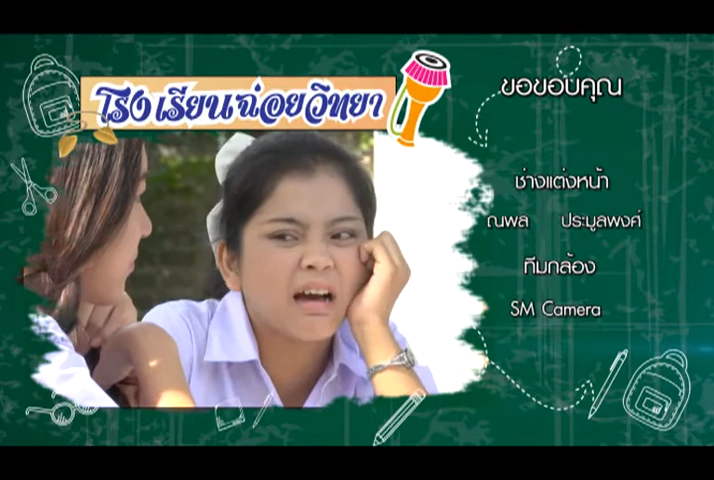 โรงเรียนฉ่อยวิทยา
ขอขอบคุณ
ช่างแต่งหน้า
ณพล ประมูลพงศ์
ทีมกล้อง
SM Camera